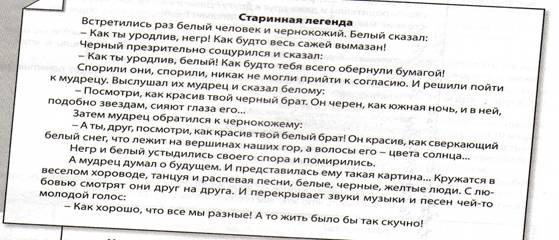 Старинная легенда
Встретились раз белый человек и чернокожий. Белый сказал:
– Как ты уродлив, негр! Как будто весь сажей вымазан!
Черный презрительно сощурился и сказал:
– Как ты уродлив, белый! Как будто тебя всего обернули бумагой!
Спорили они, спорили, никак не могли прийти к согласию. И решили пойти
к мудрецу. Выслушал их мудрец и сказал белому:
– Посмотри, как красив твой черный брат. Он черен, как южная ночь, и в ней,
подобно звездам, сияют глаза его...
Затем мудрец обратился к чернокожему:
– А ты, друг, посмотри, как красив твой белый брат! Он красив, как сверкающий
белый снег, что лежит на вершинах наших гор, а волосы его – цвета солнца...
Негр и белый устыдились своего спора и помирились.
А мудрец думал о будущем. И представилась ему такая картина... Кружатся в
веселом хороводе, танцуя и распевая песни, белые, черные, желтые люди. С лю-
бовью смотрят они друг на друга. И перекрывает звуки музыки и песен чей-то
молодой голос:
– Как хорошо, что все мы разные! А то жить было бы так скучно!